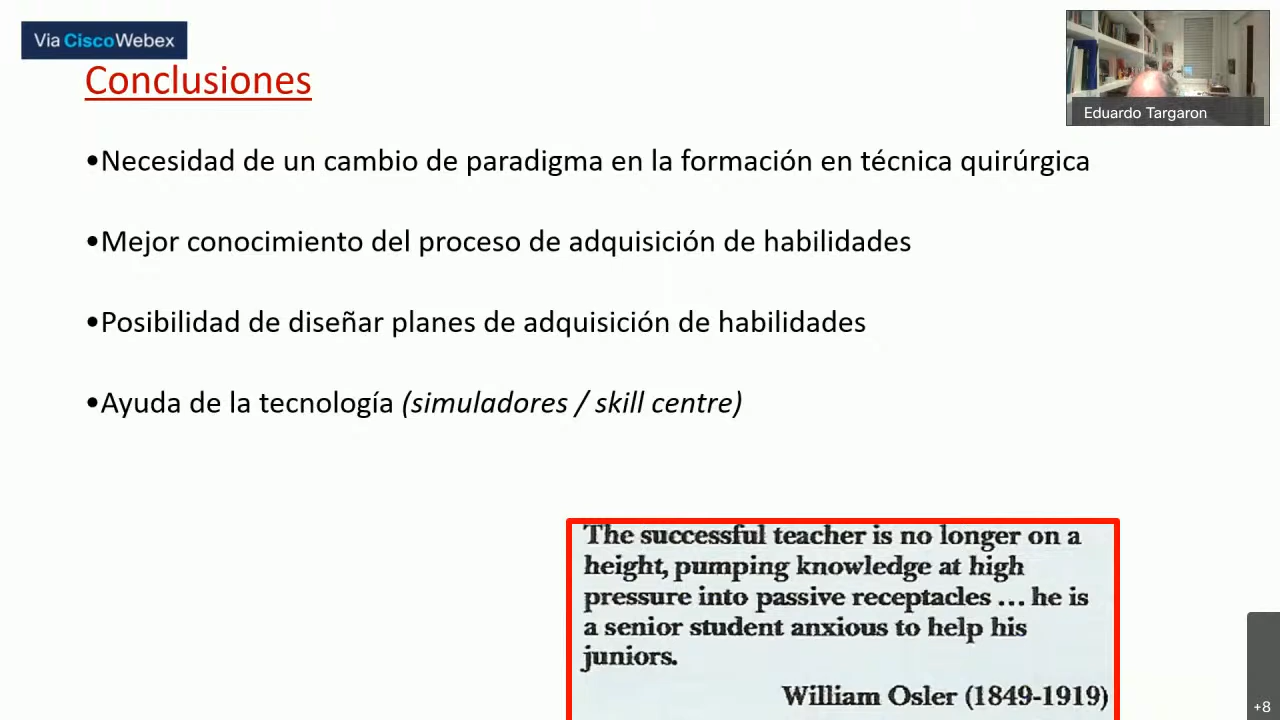 Via Cisco Webex
Conclusiones
Eduardo Targaron
•Necesidad de un cambio de paradigma en la formación en técnica quirúrgica
•Mejor conocimiento del proceso de adquisición de habilidades
•Posibilidad de diseñar planes de adquisición de habilidades
•Ayuda de la tecnología (simuladores / skill centre)
The successful teacher is no longer on a
height, pumping knowledge at high
pressure into passive receptacles ... he is
a senior student anxious to help his
juniors.
William Osler (1849-1919)
+8